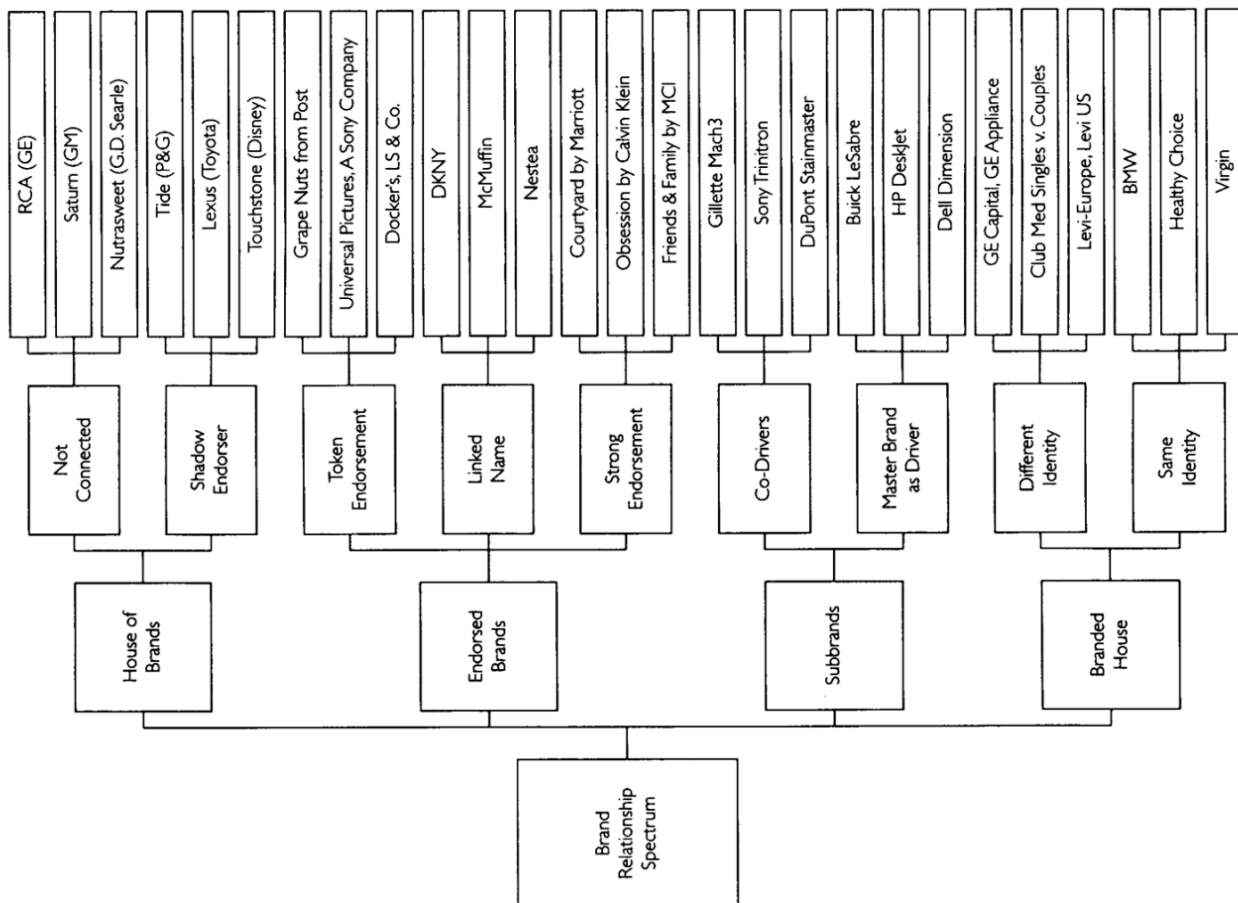 Brand
Relationship
Spectrum
House of
Brands
Endorsed
Brands
Subbrands
Branded
House
Not
Connected
Shadow
Endorser
Token
Endorsement
Linked
Name
Strong
Endorsement
Co-Drivers
Master Brand
as Driver
Different
Identity
Same
Identity
RCA (GE)
Saturn (GM)
Nutrasweet (G.D. Searle)
Tide (P&G)
Lexus (Toyota)
Touchstone (Disney)
Grape Nuts from Post
Universal Pictures, A Sony Company
Docker's, LS & Co.
DKNY
McMuffin
Nestea
Courtyard by Marriott
Obsession by Calvin Klein
Friends & Family by MCI
Gillette Mach3
Sony Trinitron
DuPont Stainmaster
Buick LeSabre
HP DeskJet
Dell Dimension
GE Capital, GE Appliance
Club Med Singles v. Couples
Levi-Europe, Levi US
BMW
Healthy Choice
Virgin